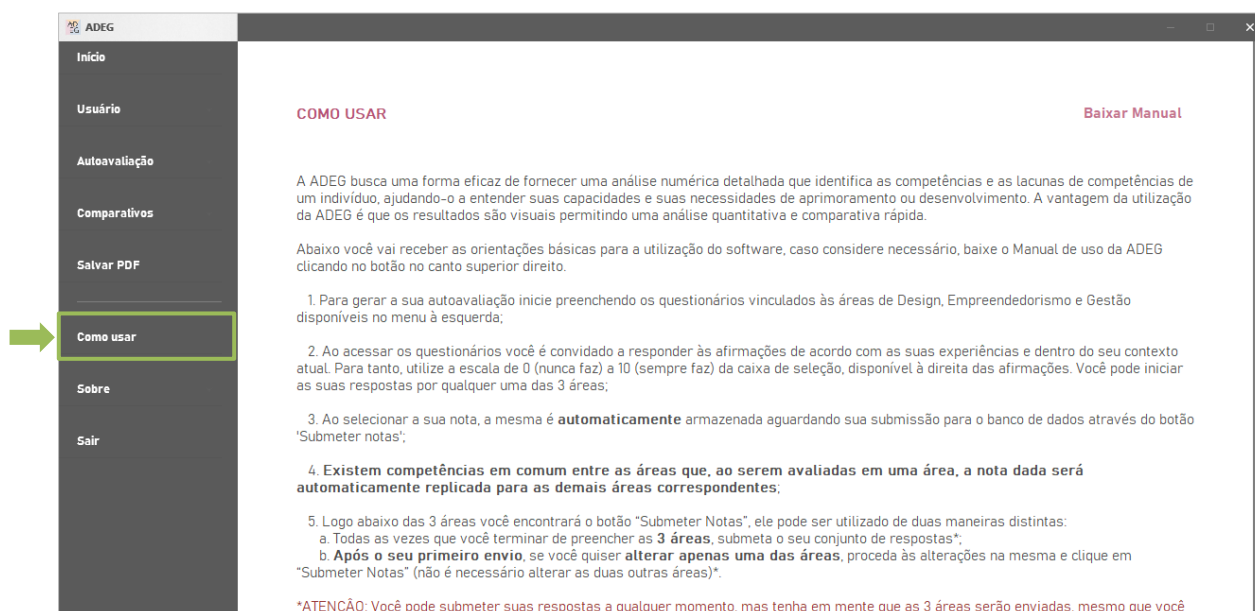 ADEG
Início
Usuário
Autoavaliação
Comparativos
Salvar PDF
Como usar
Sobre
Sair
COMO USAR
Baixar Manual
A ADEG busca uma forma eficaz de fornecer uma análise numérica detalhada que identifica as competências e as lacunas de competências de
um indivíduo, ajudando-o a entender suas capacidades e suas necessidades de aprimoramento ou desenvolvimento. A vantagem da utilização
da ADEG é que os resultados são visuais permitindo uma análise quantitativa e comparativa rápida.
Abaixo você vai receber as orientações básicas para a utilização do software, caso considere necessário, baixe o Manual de uso da ADEG
clicando no botão no canto superior direito.
1. Para gerar a sua autoavaliação inicie preenchendo os questionários vinculados às áreas de Design, Empreendedorismo e Gestão
disponíveis no menu à esquerda;
2. Ao acessar os questionários você é convidado a responder às afirmações de acordo com as suas experiências e dentro do seu contexto
atual. Para tanto, utilize a escala de 0 (nunca faz) a 10 (sempre faz) da caixa de seleção, disponível à direita das afirmações. Você pode iniciar
as suas respostas por qualquer uma das 3 áreas;
3. Ao selecionar a sua nota, a mesma é automaticamente armazenada aguardando sua submissão para o banco de dados através do botão
'Submeter notas';
4. Existem competências em comum entre as áreas que, ao serem avaliadas em uma área, a nota dada será
automaticamente replicada para as demais áreas correspondentes;
5. Logo abaixo das 3 áreas você encontrará o botão "Submeter Notas", ele pode ser utilizado de duas maneiras distintas:
a. Todas as vezes que você terminar de preencher as 3 áreas, submeta o seu conjunto de respostas*;
b. Após o seu primeiro envio, se você quiser alterar apenas uma das áreas, proceda às alterações na mesma e clique em
"Submeter Notas" (não é necessário alterar as duas outras áreas)*.
*ATENÇÃO: Você pode submeter suas respostas a qualquer momento, mas tenha em mente que as 3 áreas serão enviadas, mesmo que você